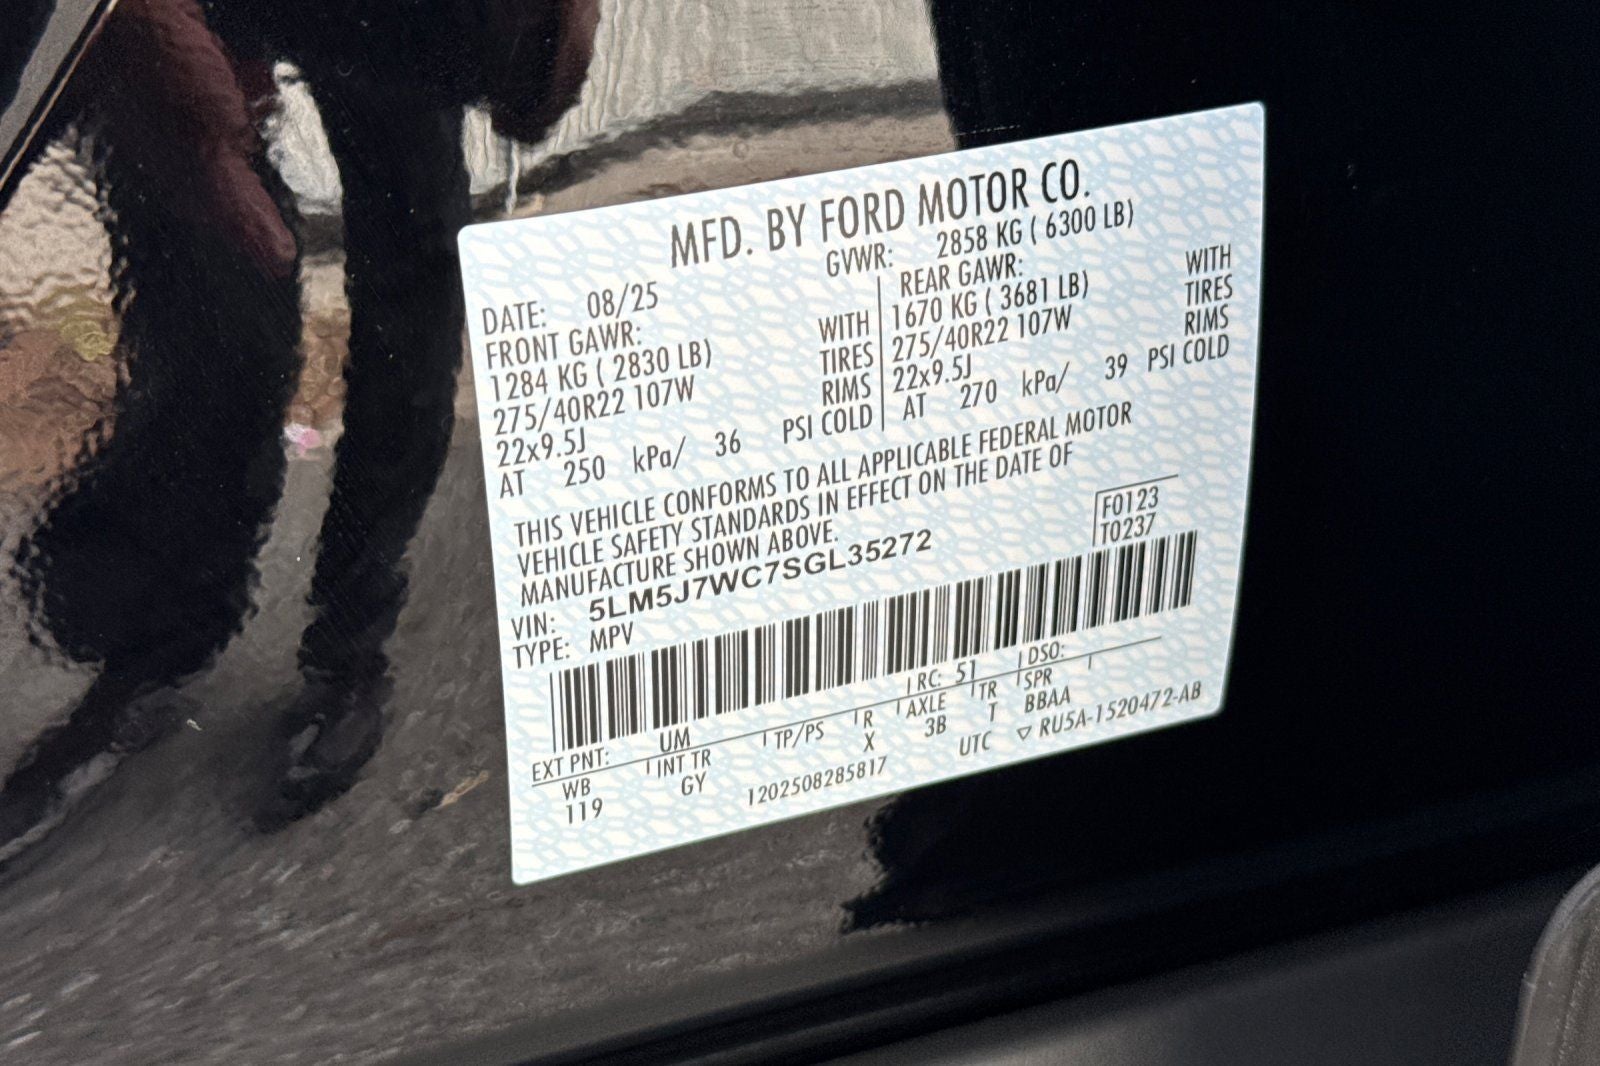 MFD. BY FORD MOTOR CO.
DATE: 08/25 GVWR: 2858 KG ( 6300 LB)
FRONT GAWR: REAR GAWR:
1284 KG ( 2830 LB) WITH 1670 KG ( 3681 LB) WITH
275/40R22 107W TIRES 275/40R22 107W TIRES
22x9.5J RIMS 22x9.5J RIMS
AT 250 kPa/ 36 PSI COLD AT 270 kPa/ 39 PSI COLD
THIS VEHICLE CONFORMS TO ALL APPLICABLE FEDERAL MOTOR
VEHICLE SAFETY STANDARDS IN EFFECT ON THE DATE OF
MANUFACTURE SHOWN ABOVE.
F0123
T0237
VIN: 5LM5J7WC7SGL35272
TYPE: MPV
EXT PNT: UM RC: 51 DSO:
WB INT TR TP/PS R AXLE TR SPR
119 GY X 3B T BBAA
1202508285817 UTC ▽ RU5A-1520472-AB